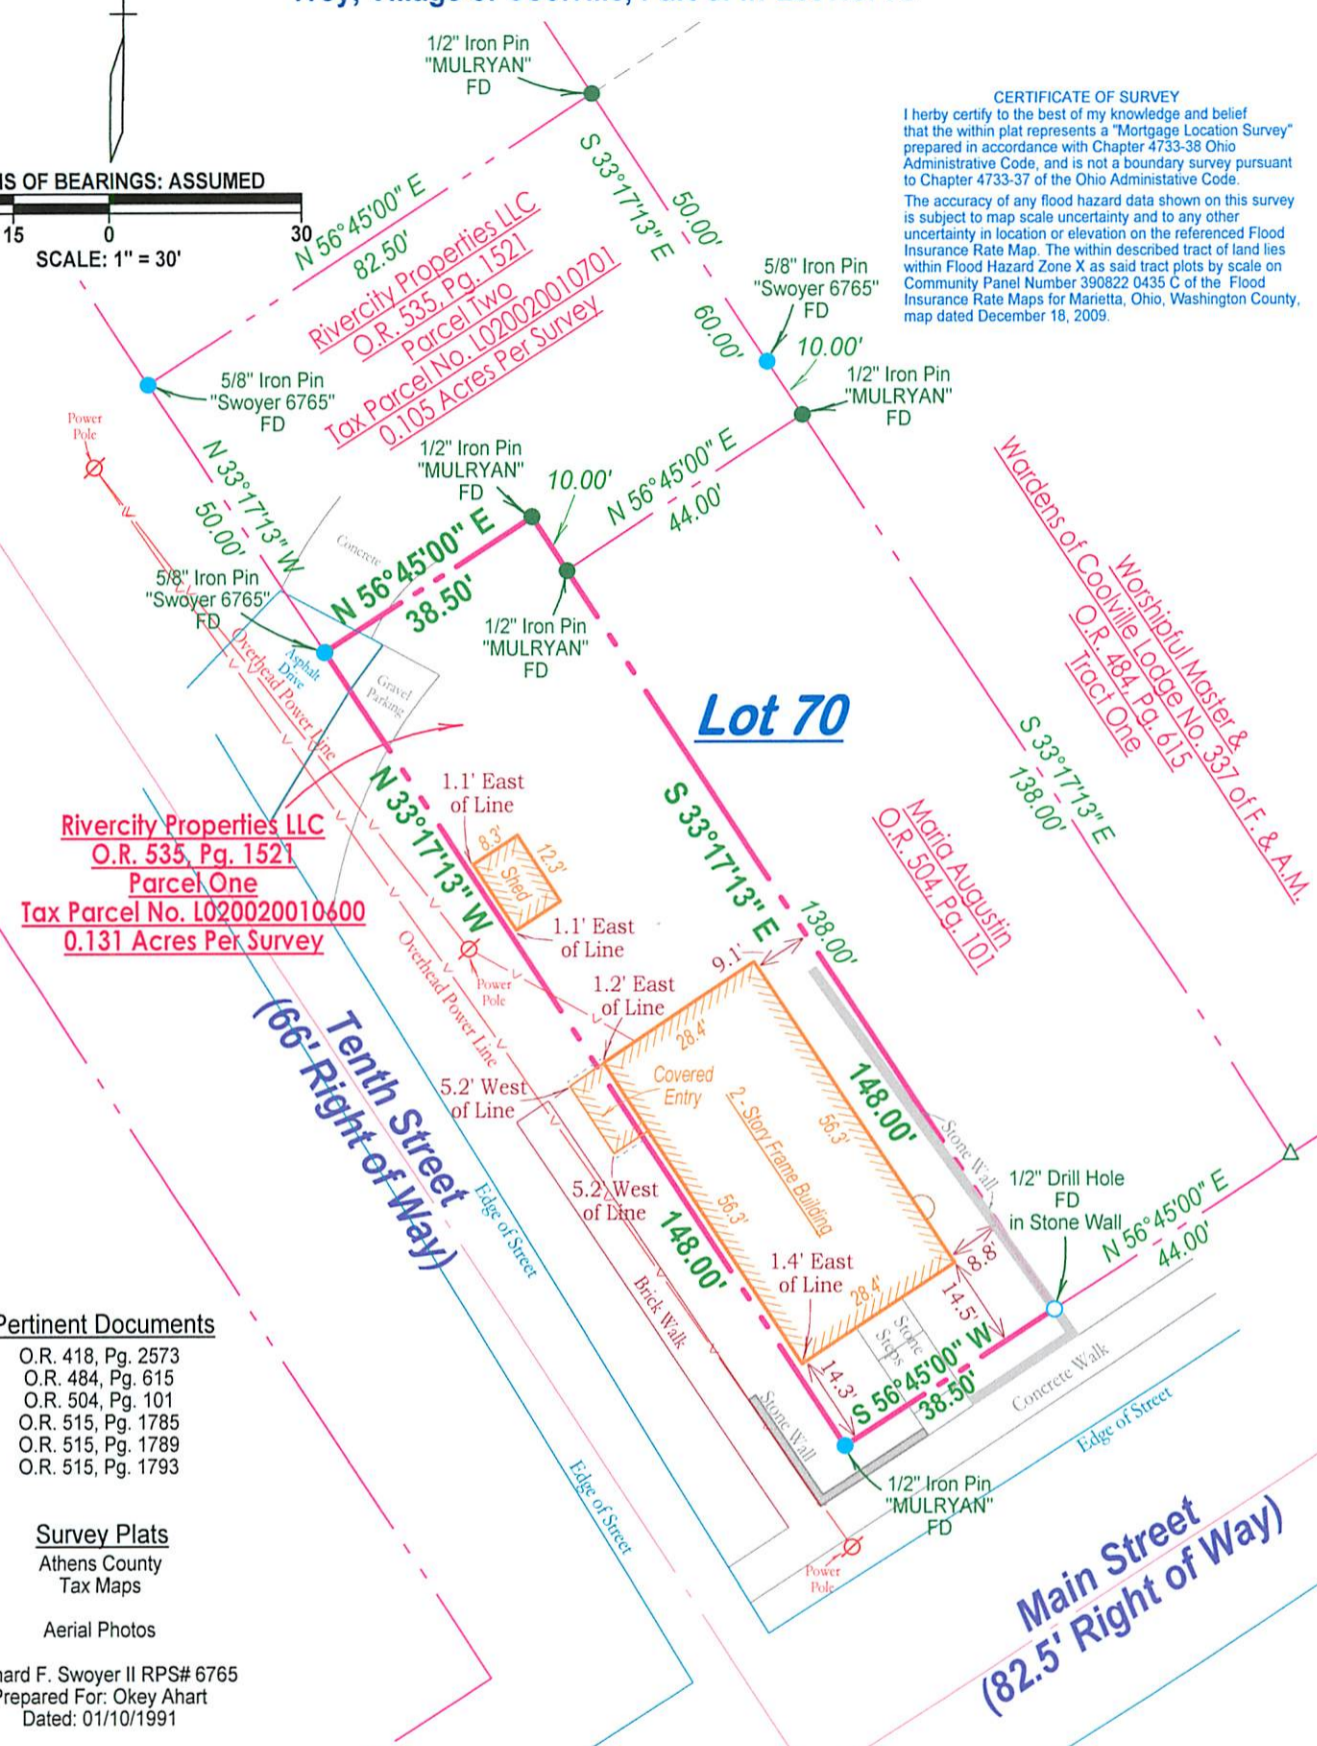 1/2" Iron Pin
"MULRYAN"
FD
CERTIFICATE OF SURVEY
I herby certify to the best of my knowledge and belief
that the within plat represents a "Mortgage Location Survey"
prepared in accordance with Chapter 4733-38 Ohio
Administrative Code, and is not a boundary survey pursuant
to Chapter 4733-37 of the Ohio Administative Code.
The accuracy of any flood hazard data shown on this survey
is subject to map scale uncertainty and to any other
uncertainty in location or elevation on the referenced Flood
Insurance Rate Map. The within described tract of land lies
within Flood Hazard Zone X as said tract plots by scale on
Community Panel Number 390822 0435 C of the Flood
Insurance Rate Maps for Marietta, Ohio, Washington County,
map dated December 18, 2009.
OF BEARINGS: ASSUMED
15 0 30
SCALE: 1" = 30'
N 56°45'00" E
82.50'
S 33°17'13" E
50.00'
60.00'
Rivercity Properties LLC
O.R. 535, Pg. 1521
Parcel Two
Tax Parcel No. L020020010701
0.105 Acres Per Survey
5/8" Iron Pin
"Swoyer 6765"
FD
10.00'
1/2" Iron Pin
"MULRYAN"
FD
5/8" Iron Pin
"Swoyer 6765"
FD
Power
Pole
N 33°17'13" W
50.00'
1/2" Iron Pin
"MULRYAN"
FD
10.00'
N 56°45'00" E
44.00'
Concrete
N 56°45'00" E
38.50'
5/8" Iron Pin
"Swoyer 6765"
FD
1/2" Iron Pin
"MULRYAN"
FD
Overhead Power Line
Asphalt
Drive
Gravel
Parking
Lot 70
Worshipful Master &
Wardens of Coolville Lodge No. 337 of F. & A.M.
O.R. 484, Pg. 615
Tract One
S 33°17'13" E
138.00'
Maria Augustin
O.R. 504, Pg. 101
Rivercity Properties LLC
O.R. 535, Pg. 1521
Parcel One
Tax Parcel No. L020020010600
0.131 Acres Per Survey
N 33°17'13" W
1.1' East
of Line
8.3'
12.3'
Shed
1.1' East
of Line
S 33°17'13" E
138.00'
9.1'
Overhead Power Line
Power
Pole
1.2' East
of Line
28.4'
Covered
Entry
5.2' West
of Line
2 - Story Frame Building
56.3'
148.00'
Stone Wall
Tenth Street
(66' Right of Way)
Edge of Street
5.2' West
of Line
56.3'
148.00'
1/2" Drill Hole
FD
in Stone Wall
N 56°45'00" E
44.00'
8.8'
14.5'
1.4' East
of Line
28.4'
Brick Walk
Stone
Steps
14.3'
S 56°45'00" W
38.50'
Concrete Walk
Stone Wall
Edge of Street
Edge of Street
1/2" Iron Pin
"MULRYAN"
FD
Power
Pole
Main Street
(82.5' Right of Way)
Pertinent Documents
O.R. 418, Pg. 2573
O.R. 484, Pg. 615
O.R. 504, Pg. 101
O.R. 515, Pg. 1785
O.R. 515, Pg. 1789
O.R. 515, Pg. 1793
Survey Plats
Athens County
Tax Maps
Aerial Photos
F. Swoyer II RPS# 6765
Prepared For: Okey Ahart
Dated: 01/10/1991